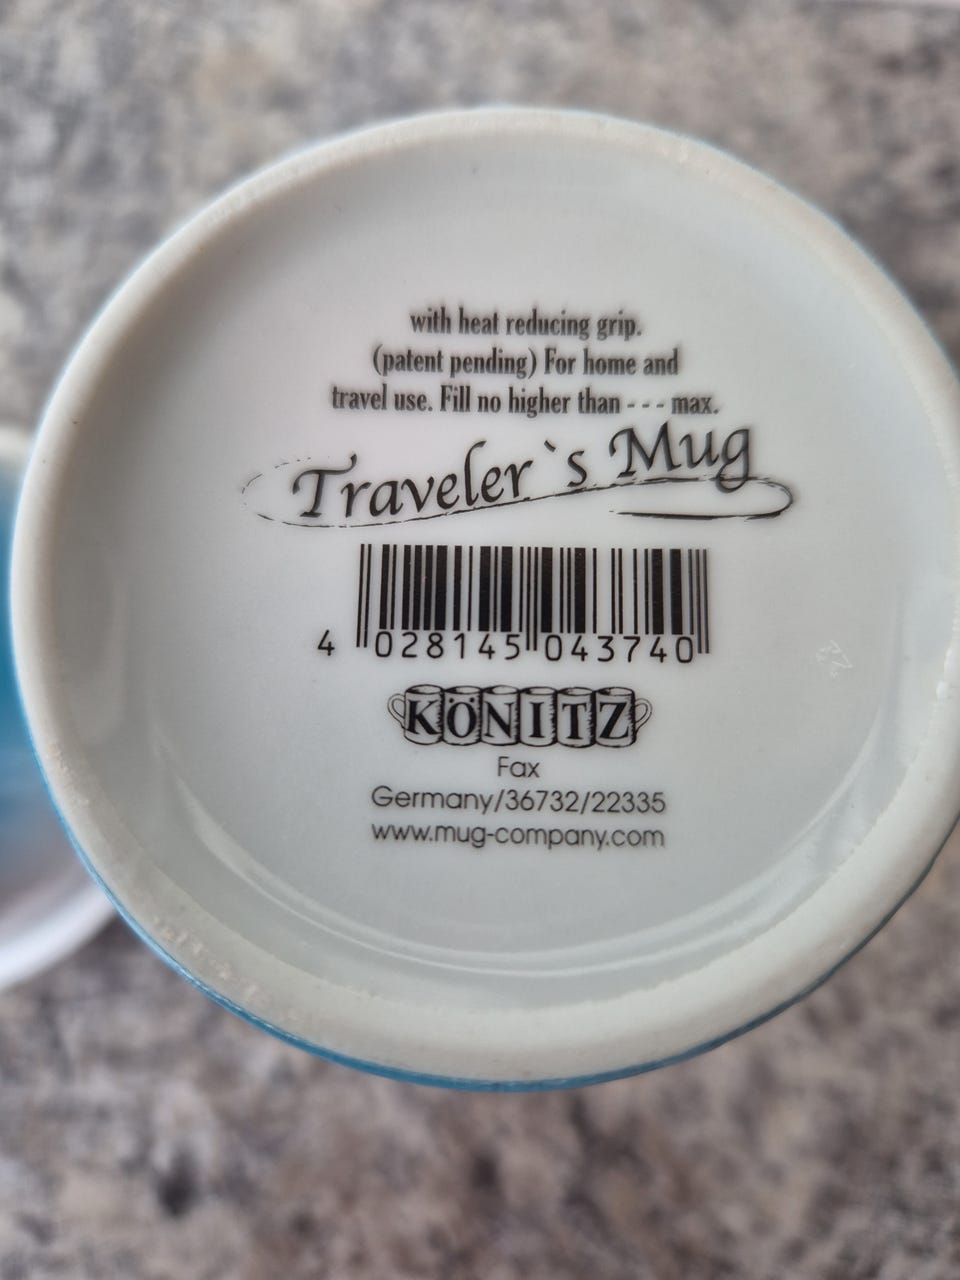 with heat reducing grip.
(patent pending) For home and
travel use. Fill no higher than - - - max.
Traveler`s Mug
4 028145 043740
KÖNITZ
Fax
Germany/36732/22335
www.mug-company.com